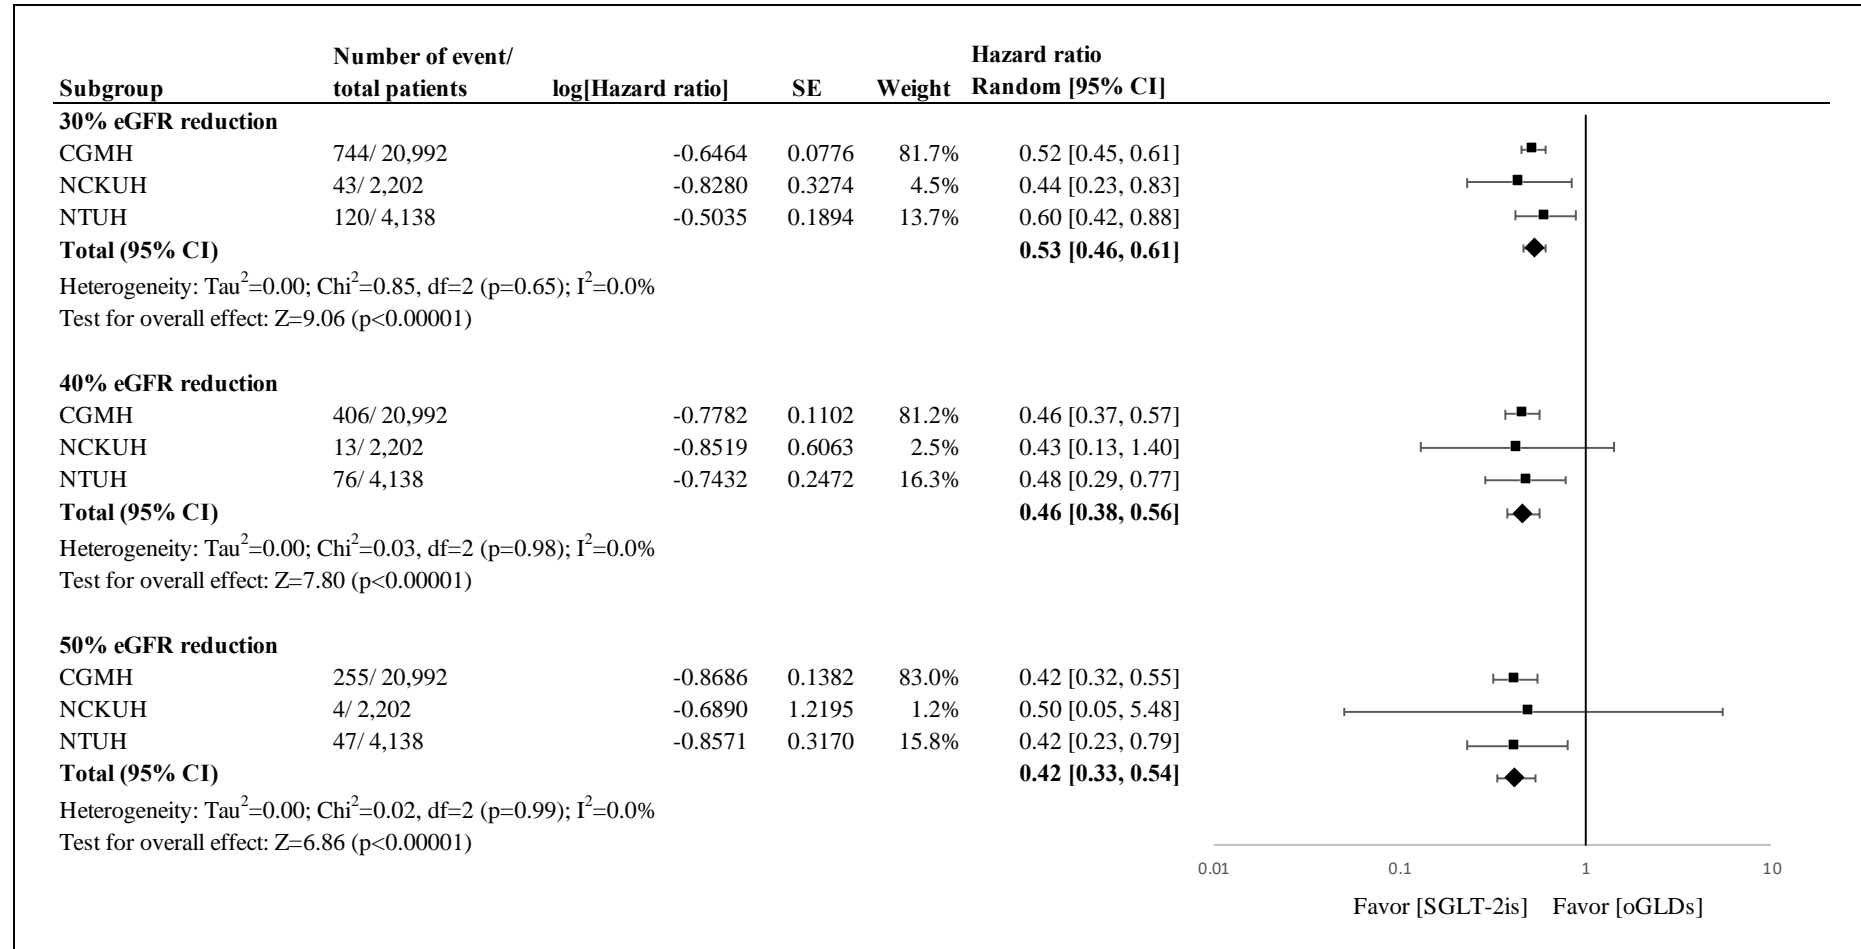 Number of event/ Hazard ratio
Subgroup total patients log[Hazard ratio] SE Weight Random [95% CI]
30% eGFR reduction
CGMH 744/ 20,992 -0.6464 0.0776 81.7% 0.52 [0.45, 0.61]
NCKUH 43/ 2,202 -0.8280 0.3274 4.5% 0.44 [0.23, 0.83]
NTUH 120/ 4,138 -0.5035 0.1894 13.7% 0.60 [0.42, 0.88]
Total (95% CI) 0.53 [0.46, 0.61]
Heterogeneity: Tau²=0.00; Chi²=0.85, df=2 (p=0.65); I²=0.0%
Test for overall effect: Z=9.06 (p<0.00001)
40% eGFR reduction
CGMH 406/ 20,992 -0.7782 0.1102 81.2% 0.46 [0.37, 0.57]
NCKUH 13/ 2,202 -0.8519 0.6063 2.5% 0.43 [0.13, 1.40]
NTUH 76/ 4,138 -0.7432 0.2472 16.3% 0.48 [0.29, 0.77]
Total (95% CI) 0.46 [0.38, 0.56]
Heterogeneity: Tau²=0.00; Chi²=0.03, df=2 (p=0.98); I²=0.0%
Test for overall effect: Z=7.80 (p<0.00001)
50% eGFR reduction
CGMH 255/ 20,992 -0.8686 0.1382 83.0% 0.42 [0.32, 0.55]
NCKUH 4/ 2,202 -0.6890 1.2195 1.2% 0.50 [0.05, 5.48]
NTUH 47/ 4,138 -0.8571 0.3170 15.8% 0.42 [0.23, 0.79]
Total (95% CI) 0.42 [0.33, 0.54]
Heterogeneity: Tau²=0.00; Chi²=0.02, df=2 (p=0.99); I²=0.0%
Test for overall effect: Z=6.86 (p<0.00001)
0.01 0.1 1 10
Favor [SGLT-2is] Favor [oGLDs]